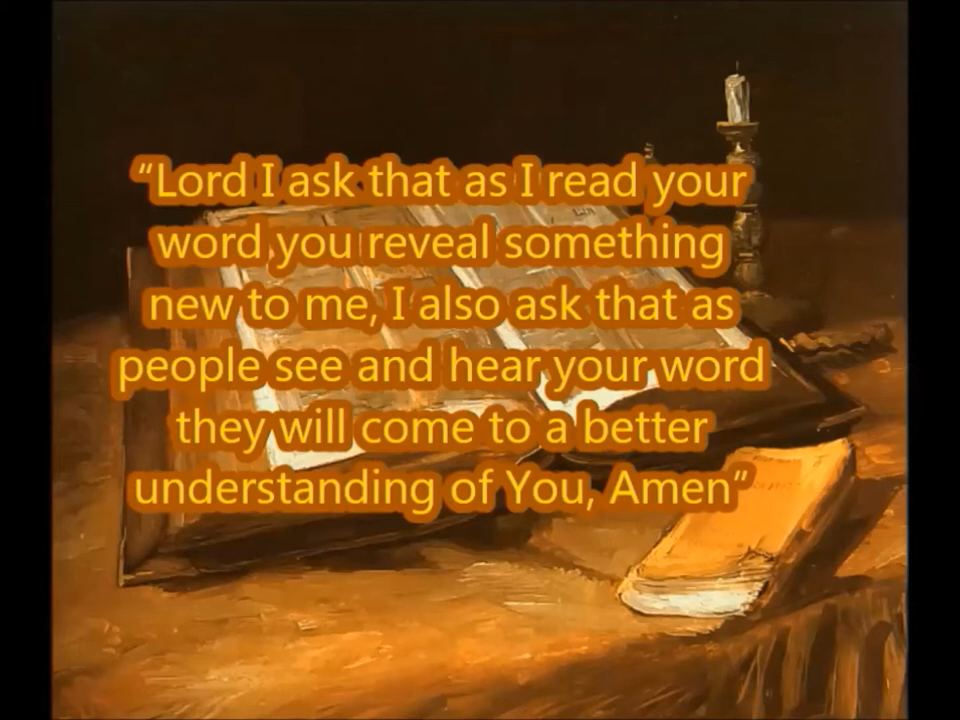 “Lord I ask that as I read your
word you reveal something
new to me, I also ask that as
people see and hear your word
they will come to a better
understanding of You, Amen”